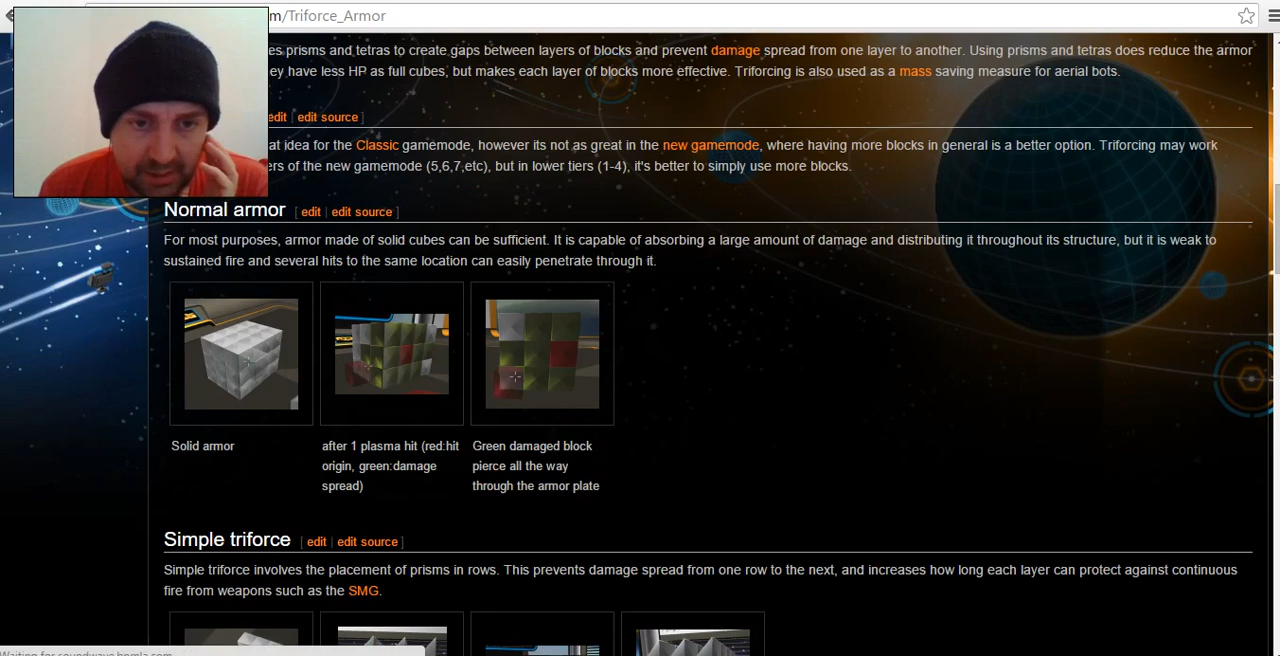 m/Triforce_Armor
es prisms and tetras to create gaps between layers of blocks and prevent damage spread from one layer to another. Using prisms and tetras does reduce the armor
ey have less HP as full cubes, but makes each layer of blocks more effective. Triforcing is also used as a mass saving measure for aerial bots.
edit | edit source ]
at idea for the Classic gamemode, however its not as great in the new gamemode, where having more blocks in general is a better option. Triforcing may work
ers of the new gamemode (5,6,7,etc), but in lower tiers (1-4), it's better to simply use more blocks.
Normal armor [ edit | edit source ]
For most purposes, armor made of solid cubes can be sufficient. It is capable of absorbing a large amount of damage and distributing it throughout its structure, but it is weak to
sustained fire and several hits to the same location can easily penetrate through it.
Solid armor
after 1 plasma hit (red:hit
origin, green:damage
spread)
Green damaged block
pierce all the way
through the armor plate
Simple triforce [ edit | edit source ]
Simple triforce involves the placement of prisms in rows. This prevents damage spread from one row to the next, and increases how long each layer can protect against continuous
fire from weapons such as the SMG.